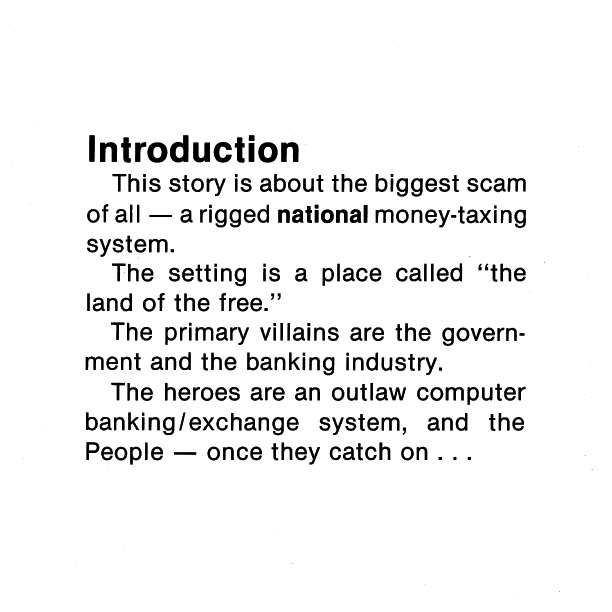 Introduction
This story is about the biggest scam
of all — a rigged national money-taxing
system.
The setting is a place called “the
land of the free.”
The primary villains are the govern-
ment and the banking industry.
The heroes are an outlaw computer
banking/exchange system, and the
People — once they catch on . . .